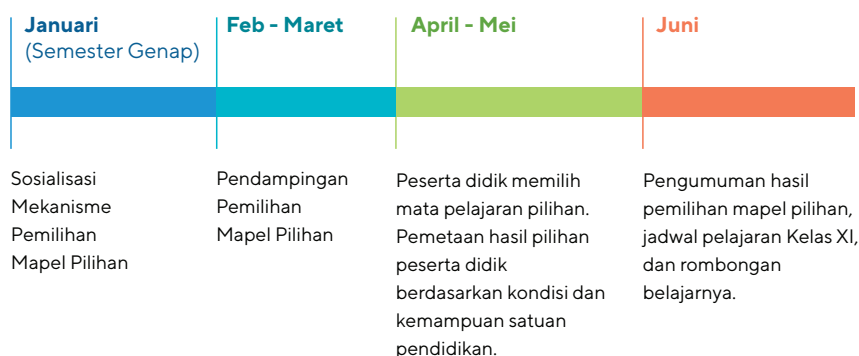 Januari
(Semester Genap)
Feb - Maret
April - Mei
Juni
Sosialisasi
Mekanisme
Pemilihan
Mapel Pilihan
Pendampingan
Pemilihan
Mapel Pilihan
Peserta didik memilih
mata pelajaran pilihan.
Pemetaan hasil pilihan
peserta didik
berdasarkan kondisi dan
kemampuan satuan
pendidikan.
Pengumuman hasil
pemilihan mapel pilihan,
jadwal pelajaran Kelas XI,
dan rombongan
belajarnya.